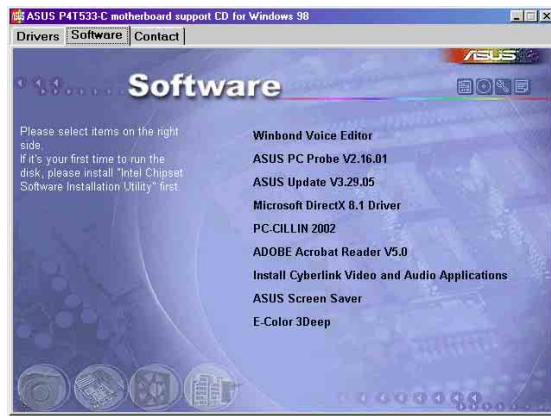 ASUS P4T533-C motherboard support CD for Windows 98
Drivers Software Contact
ASUS
Software
Please select items on the right
side.
If it's your first time to run the
disk, please install "Intel Chipset
Software Installation Utility" first.
Winbond Voice Editor
ASUS PC Probe V2.16.01
ASUS Update V3.29.05
Microsoft DirectX 8.1 Driver
PC-CILLIN 2002
ADOBE Acrobat Reader V5.0
Install Cyberlink Video and Audio Applications
ASUS Screen Saver
E-Color 3Deep